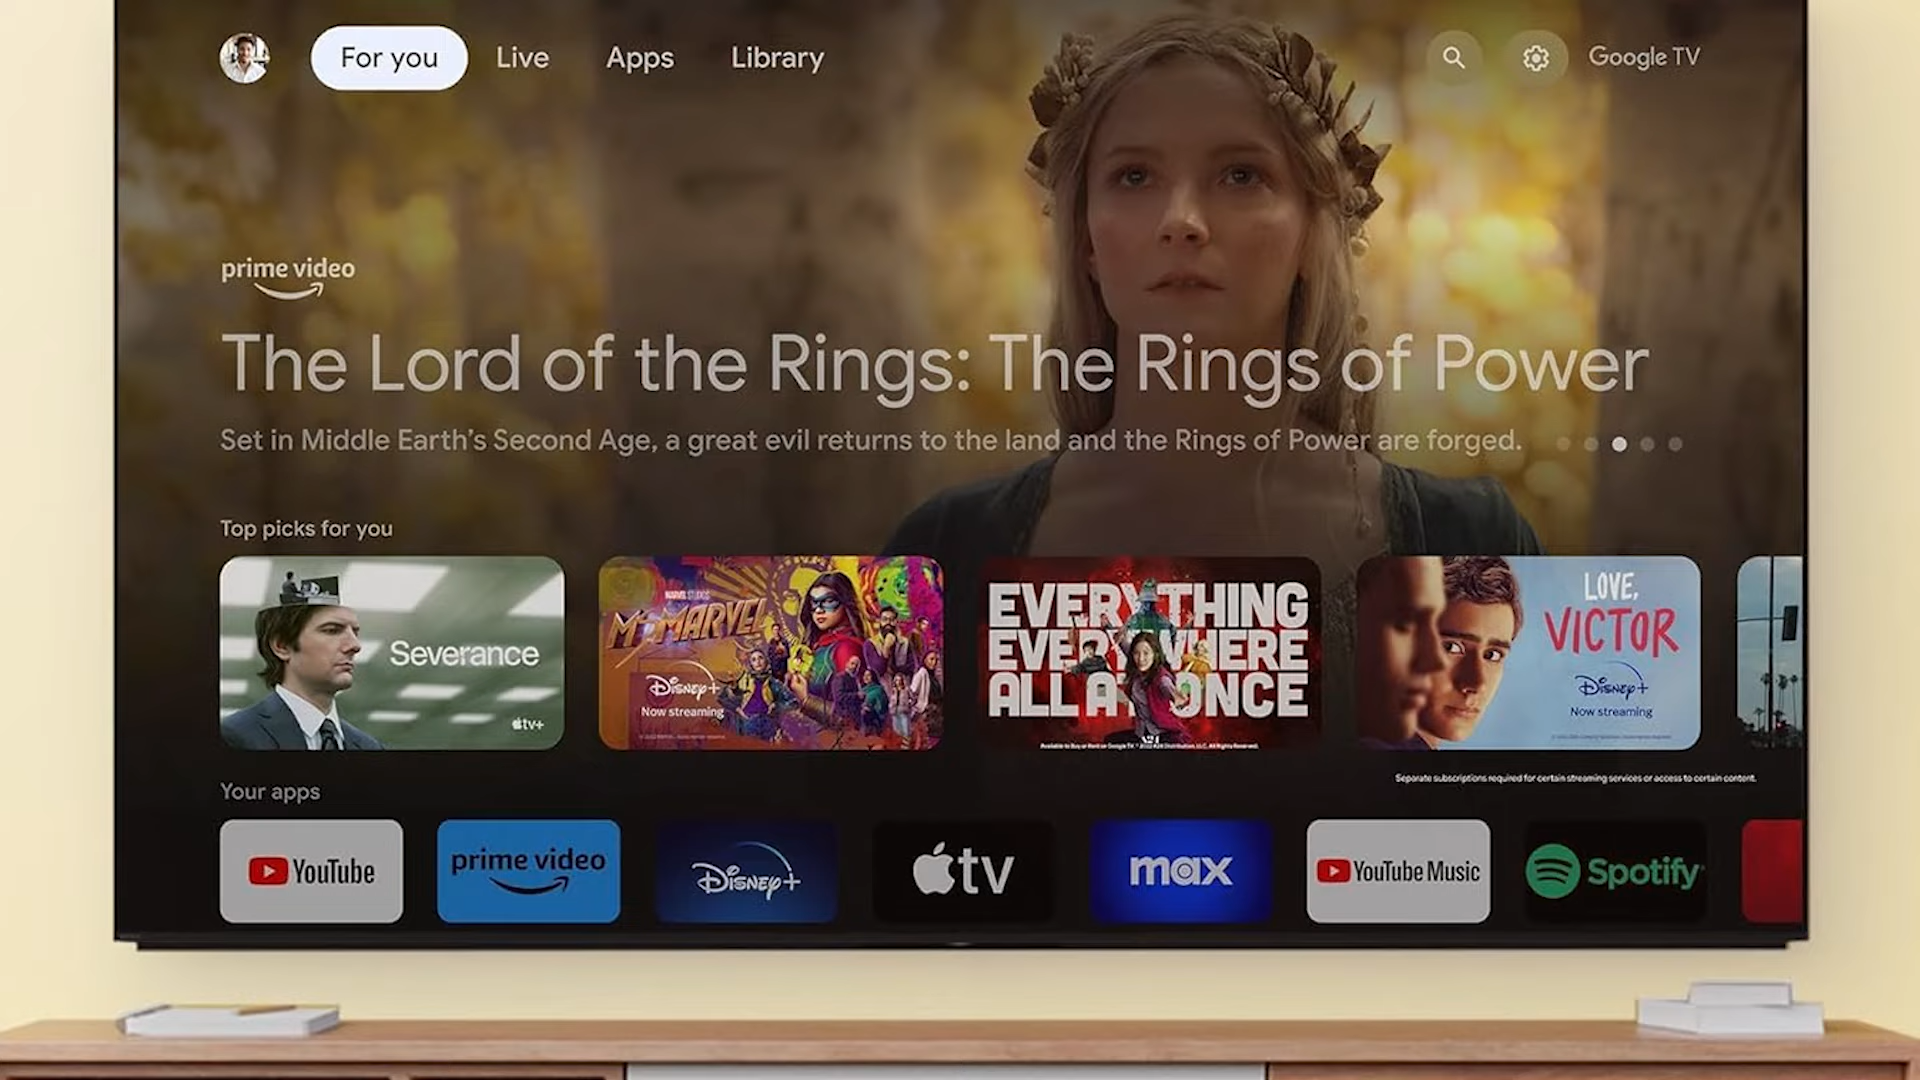 For you
Live
Apps
Library
Google TV
prime video
The Lord of the Rings: The Rings of Power
Set in Middle Earth's Second Age, a great evil returns to the land and the Rings of Power are forged.
Top picks for you
Severance
tv+
MARVEL STUDIOS
MS. MARVEL
Disney+
Now streaming
EVERYTHING
EVERYWHERE
ALL AT ONCE
LOVE,
VICTOR
Disney+
Now streaming
Separate subscriptions required for certain streaming services or access to certain content.
Your apps
YouTube
prime video
Disney+
tv
max
YouTube Music
Spotify